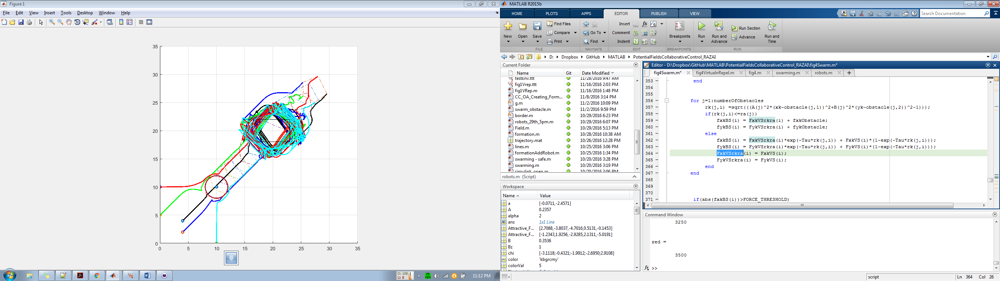 Figure 1
File Edit View Insert Tools Desktop Window Help
35
30
25
20
15
10
5
0
0 5 10 15 20 25 30 35
D: 108
U: 8
75
cpu
11:12 PM
MATLAB R2015b
HOME PLOTS APPS EDITOR PUBLISH VIEW
Search Documentation
New Open Save
Find Files
Compare
Print
Go To
Find
Insert
Comment
Indent
Breakpoints
Run
Run and Advance
Run Section
Advance
Run and Time
FILE NAVIGATE EDIT BREAKPOINTS RUN
D: Dropbox GitHub MATLAB PotentialFieldsCollaborativeControl_RAZAI
Current Folder
Name Git Date Modified
testEnv.ttt 11/28/2016 9:47 AM
fig1Vrep.ttt 11/16/2016 2:03 PM
fig1VRep.m 11/16/2016 1:48 PM
CC_OA_Creating_Form... 11/8/2016 3:14 PM
g.m 11/2/2016 10:09 PM
swarm_obstacle.m 11/2/2016 9:59 PM
border.m 10/29/2016 6:23 PM
robots_29th_5pm.m 10/29/2016 6:07 PM
Field.m 10/29/2016 5:13 PM
formation.m 10/28/2016 10:38 AM
trajectory.mat 10/26/2016 12:28 PM
lines.m 10/25/2016 3:06 PM
formationAddRobot.m 10/25/2016 1:34 PM
swarming - safe.m 10/20/2016 3:28 PM
swarming.m 10/20/2016 3:19 PM
simulink_open.m 10/20/2016 3:06 PM
robots.m (Script)
Workspace
Name Value
a [-0.0711,-2.4571]
A 0.2357
alpha 2
ans 1x1 Line
Attractive_F... [2.7088,-3.8037,-4.7016,0.5131,-0.1453]
Attractive_F... [-1.2343,1.9256,-2.9285,2.1311,-5.0191]
B 0.3536
Bz 1
chi [-3.1118;-0.4321;-1.9912;-2.6950;2.9108]
color 'kbgrcmy'
colorVal 5
Editor - D:\Dropbox\GitHub\MATLAB\PotentialFieldsCollaborativeControl_RAZAI\fig4Swarm.m*
fig4Swarm.m* fig4VirtualnRepel.m fig4.m swarming.m robots.m
353 end
354
355
356 for j=1:numberOfObstacles
357 rk(j,i) =sqrt(((A(j)^2*(xk-obstacle(j,1))^2+B(j)^2*(yk-obstacle(j,2))^2-1)));
358 if(rk(j,i)<=ra(j))
359 fxkBS(i) = FxkVSrkra(i) + fxkObstacle;
360 fykBS(i) = FykVSrkra(i) + fykObstacle;
361 else
362 fxkBS(i) = FxkVSrkra(i)*exp(-Tau*rk(j,i)) + FxkVS(i)*(1-exp(-Tau*rk(j,i)));
363 fykBS(i) = FykVSrkra(i)*exp(-Tau*rk(j,i)) + FykVS(i)*(1-exp(-Tau*rk(j,i)));
364 FxkVSrkra(i) = FxkVS(i);
365 FykVSrkra(i) = FykVS(i);
366 end
367 end
368
369
370
371 if(abs(fxkBS(i))>FORCE_THRESHOLD)
Command Window
3250
zed =
3500
fx >>
script Ln 364 Col 26